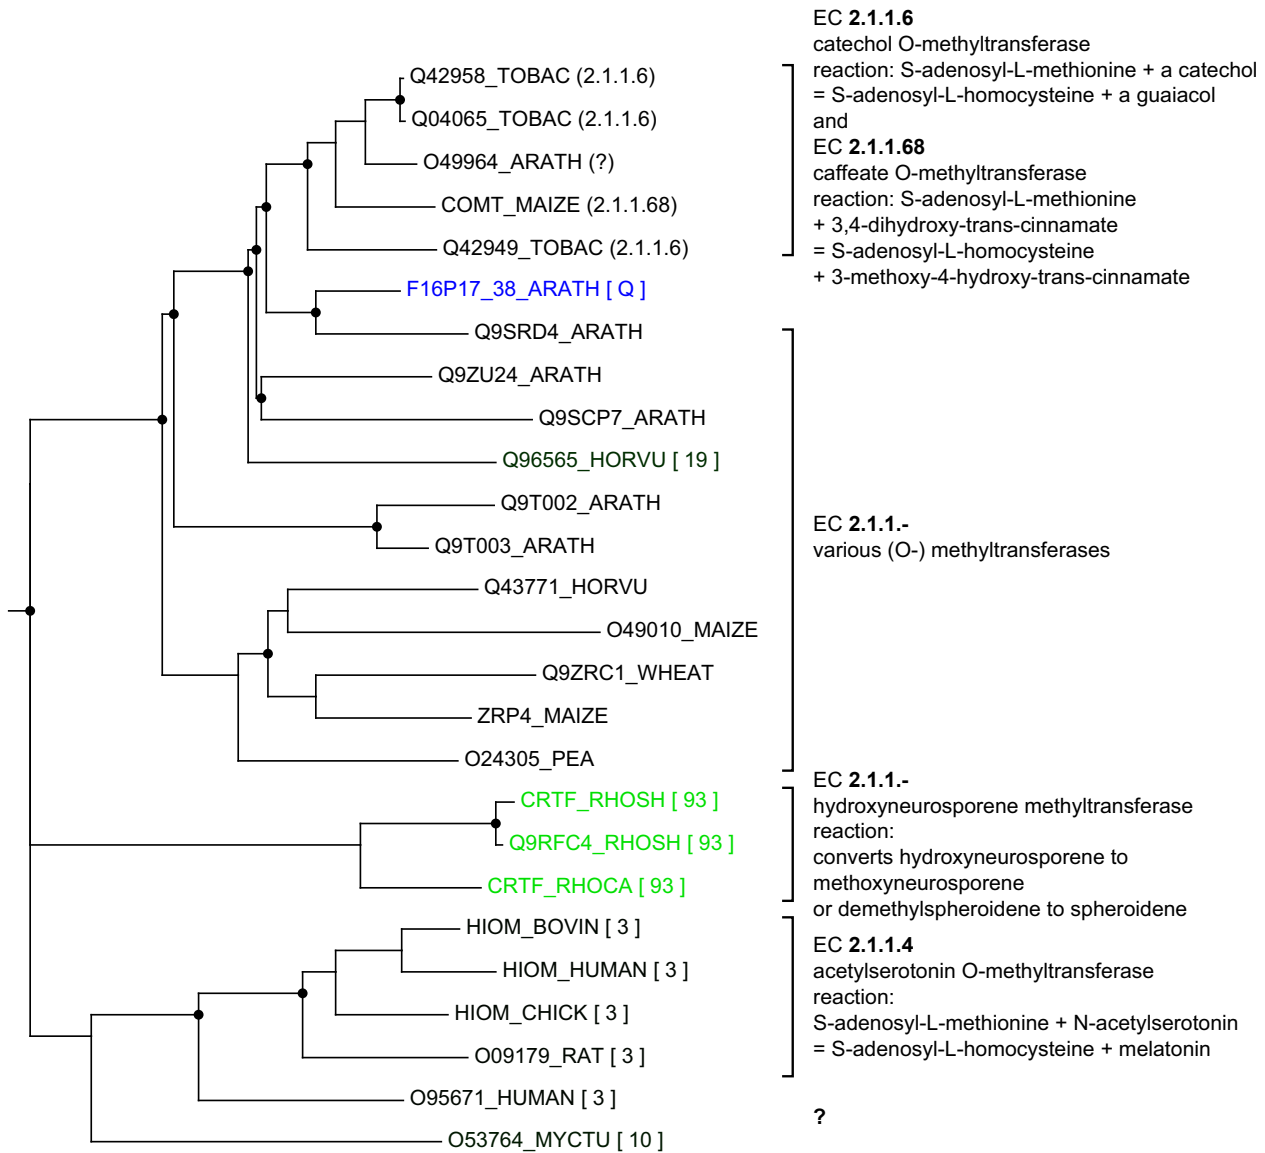 Q42958_TOBAC (2.1.1.6)
Q04065_TOBAC (2.1.1.6)
O49964_ARATH (?)
COMT_MAIZE (2.1.1.68)
Q42949_TOBAC (2.1.1.6)
F16P17_38_ARATH [ Q ]
Q9SRD4_ARATH
Q9ZU24_ARATH
Q9SCP7_ARATH
Q96565_HORVU [ 19 ]
Q9T002_ARATH
Q9T003_ARATH
Q43771_HORVU
O49010_MAIZE
Q9ZRC1_WHEAT
ZRP4_MAIZE
O24305_PEA
CRTF_RHOSH [ 93 ]
Q9RFC4_RHOSH [ 93 ]
CRTF_RHOCA [ 93 ]
HIOM_BOVIN [ 3 ]
HIOM_HUMAN [ 3 ]
HIOM_CHICK [ 3 ]
O09179_RAT [ 3 ]
O95671_HUMAN [ 3 ]
O53764_MYCTU [ 10 ]
EC 2.1.1.6
catechol O-methyltransferase
reaction: S-adenosyl-L-methionine + a catechol
= S-adenosyl-L-homocysteine + a guaiacol
and
EC 2.1.1.68
caffeate O-methyltransferase
reaction: S-adenosyl-L-methionine
+ 3,4-dihydroxy-trans-cinnamate
= S-adenosyl-L-homocysteine
+ 3-methoxy-4-hydroxy-trans-cinnamate
EC 2.1.1.-
various (O-) methyltransferases
EC 2.1.1.-
hydroxyneurosporene methyltransferase
reaction:
converts hydroxyneurosporene to
methoxyneurosporene
or demethylspheroidene to spheroidene
EC 2.1.1.4
acetylserotonin O-methyltransferase
reaction:
S-adenosyl-L-methionine + N-acetylserotonin
= S-adenosyl-L-homocysteine + melatonin
?